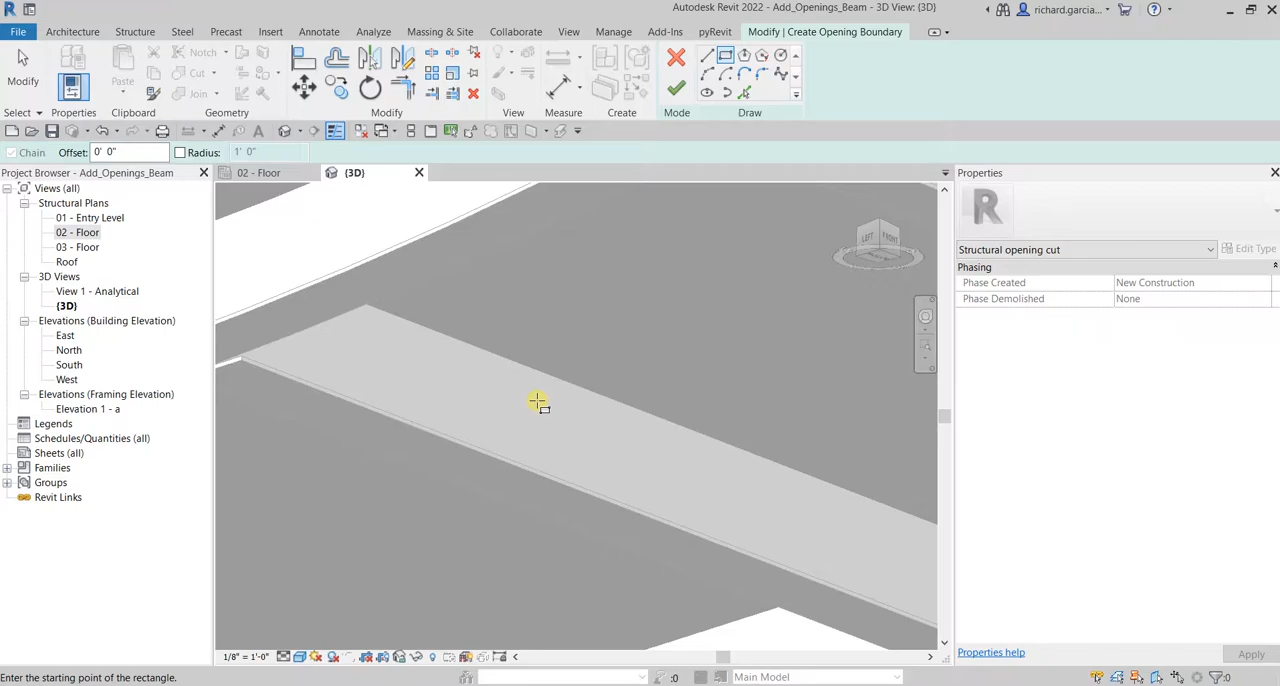 Autodesk Revit 2022 - Add_Openings_Beam - 3D View: {3D}
richard.garcia...
File Architecture Structure Steel Precast Insert Annotate Analyze Massing & Site Collaborate View Manage Add-Ins pyRevit Modify | Create Opening Boundary
Modify
Paste
Notch
Cut
Join
Select Properties Clipboard Geometry Modify View Measure Create Mode Draw
Chain Offset: 0' 0" Radius: 1' 0"
Project Browser - Add_Openings_Beam
02 - Floor
{3D}
Properties
Views (all)
Structural Plans
01 - Entry Level
02 - Floor
03 - Floor
Roof
3D Views
View 1 - Analytical
{3D}
Elevations (Building Elevation)
East
North
South
West
Elevations (Framing Elevation)
Elevation 1 - a
Legends
Schedules/Quantities (all)
Sheets (all)
Families
Groups
Revit Links
LEFT FRONT
R
Structural opening cut
Edit Type
Phasing
Phase Created New Construction
Phase Demolished None
Properties help
Apply
1/8" = 1'-0"
Enter the starting point of the rectangle.
:0
Main Model
:0